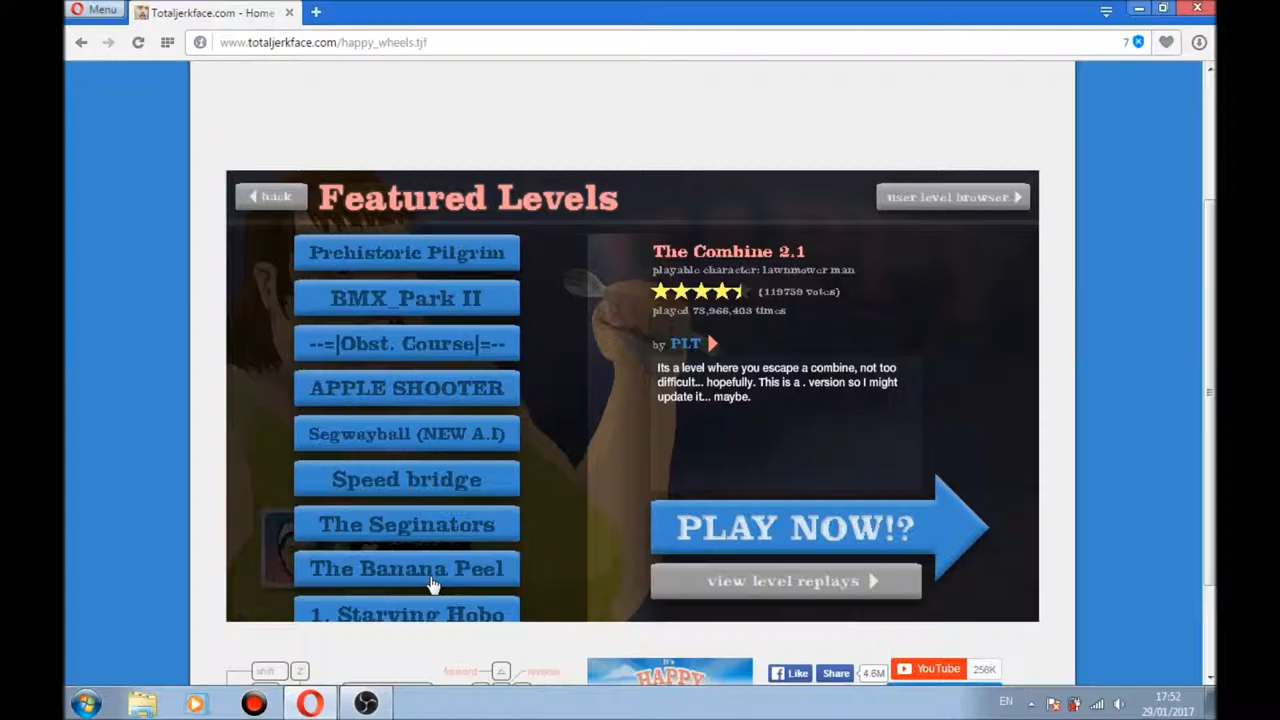 Menu
Totaljerkface.com - Home
www.totaljerkface.com/happy_wheels.tjf
7
back
Featured Levels
user level browser
Prehistoric Pilgrim
BMX_Park II
--=|Obst. Course|=--
APPLE SHOOTER
Segwayball (NEW A.I)
Speed bridge
The Seginators
The Banana Peel
1. Starving Hobo
The Combine 2.1
playable character: lawnmower man
(119759 votes)
played 78,966,403 times
by PLT
Its a level where you escape a combine, not too
difficult... hopefully. This is a . version so I might
update it... maybe.
PLAY NOW!?
view level replays
shift Z
forward
reverse
It's
HAPPY
Like
Share
4.6M
YouTube
256K
EN
17:52
29/01/2017